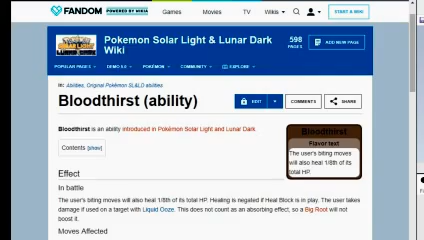 FANDOM POWERED BY WIKIA Games Movies TV Wikis START A WIKI
Pokemon Solar Light & Lunar Dark Wiki
598 PAGES
ADD NEW PAGE
POPULAR PAGES DEMO 5.0 POKÉMON COMMUNITY EXPLORE
in: Abilities, Original Pokémon SL&LD abilities
Bloodthirst (ability)
EDIT
COMMENTS
SHARE
Bloodthirst is an ability introduced in Pokémon Solar Light and Lunar Dark
Contents [show]
Bloodthirst
Flavor text
The user's biting moves
will also heal 1/8th of its
total HP.
Effect
In battle
The user's biting moves will also heal 1/8th of its total HP. Healing is negated if Heal Block is in play. The user takes
damage if used on a target with Liquid Ooze. This does not count as an absorbing effect, so a Big Root will not
boost it.
Moves Affected